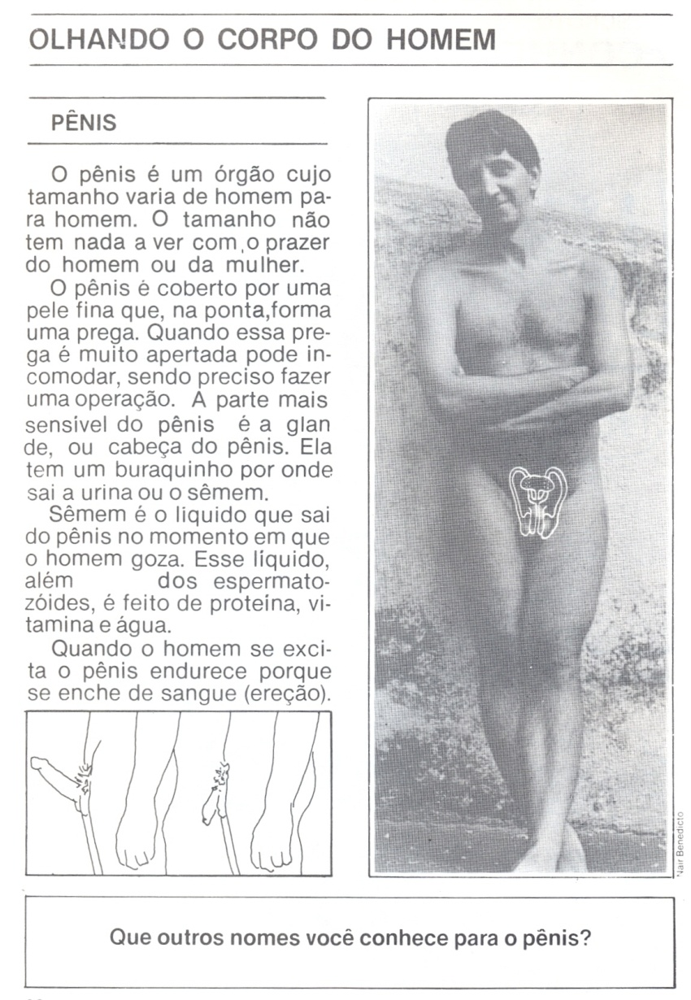 OLHANDO O CORPO DO HOMEM
PÊNIS
O pênis é um órgão cujo
tamanho varia de homem pa-
ra homem. O tamanho não
tem nada a ver com o prazer
do homem ou da mulher.
O pênis é coberto por uma
pele fina que, na ponta,forma
uma prega. Quando essa pre-
ga é muito apertada pode in-
comodar, sendo preciso fazer
uma operação. A parte mais
sensível do pênis é a glan
de, ou cabeça do pênis. Ela
tem um buraquinho por onde
sai a urina ou o sêmem.
Sêmem é o liquido que sai
do pênis no momento em que
o homem goza. Esse líquido,
além dos espermato-
zóides, é feito de proteína, vi-
tamina e água.
Quando o homem se exci-
ta o pênis endurece porque
se enche de sangue (ereção).
Nair Benedicto
Que outros nomes você conhece para o pênis?